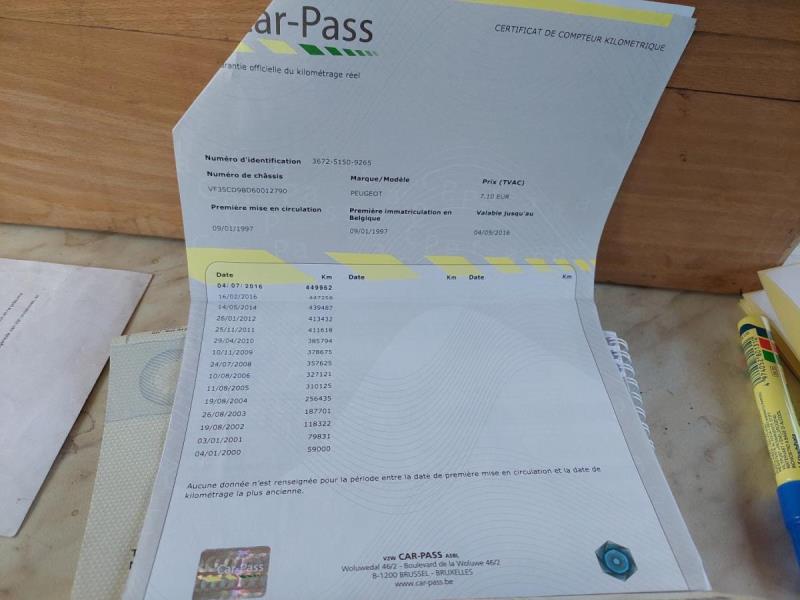 Car-Pass
CERTIFICAT DE COMPTEUR KILOMETRIQUE
arantie officielle du kilométrage réel
Numéro d'identification 3672-5150-9265
Numéro de châssis Marque/Modèle Prix (TVAC)
VF35CD9BD60012790 PEUGEOT 7,10 EUR
Première mise en circulation Première immatriculation en Belgique Valable jusqu'au
09/01/1997 09/01/1997 04/09/2016
Date Km Date Km Date Km
04/07/2016 449962
16/02/2016 447258
14/05/2014 439487
26/01/2012 413432
25/11/2011 411618
29/04/2010 385794
10/11/2009 378675
24/07/2008 357625
10/08/2006 327121
11/08/2005 310125
19/08/2004 256435
26/08/2003 187701
19/08/2002 118322
03/01/2001 79831
04/01/2000 59000
Aucune donnée n'est renseignée pour la période entre la date de première mise en circulation et la date de
kilométrage la plus ancienne.
Car-Pass
VZW CAR-PASS ASBL
Woluwedal 46/2 - Boulevard de la Woluwe 46/2
B-1200 BRUSSEL - BRUXELLES
www.car-pass.be